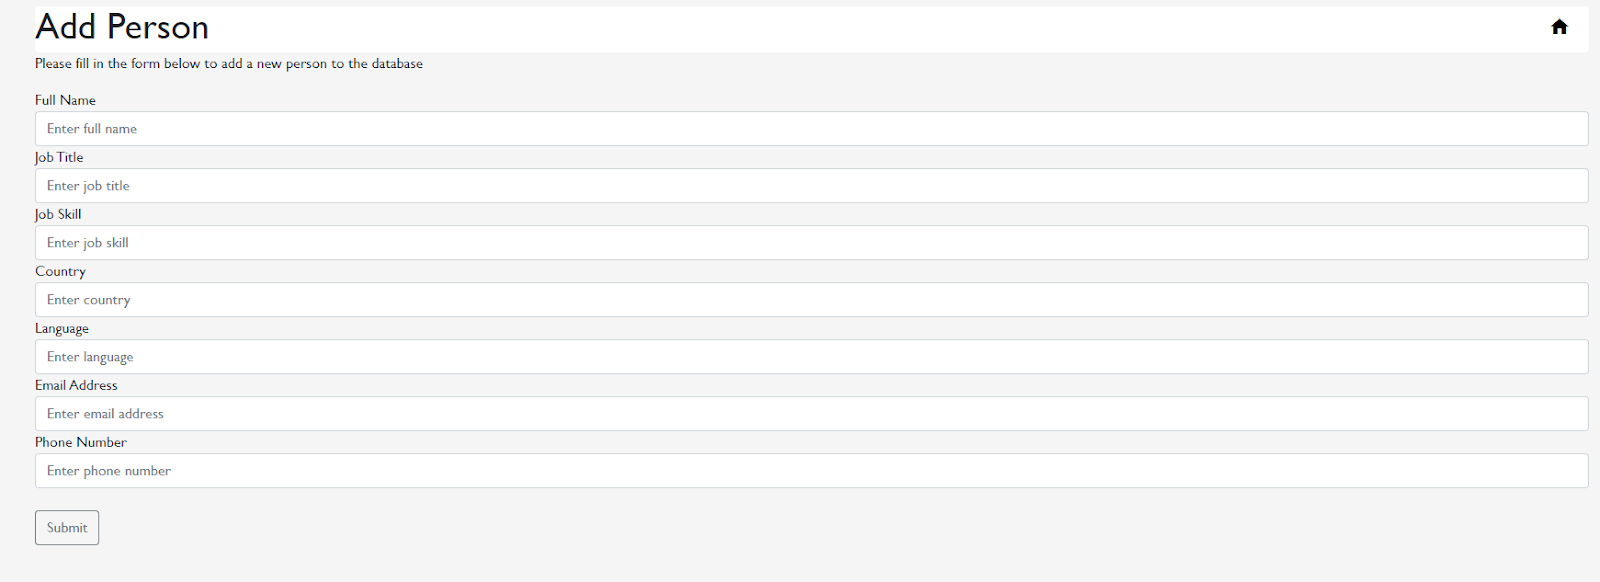 Add Person
Please fill in the form below to add a new person to the database
Full Name
Enter full name
Job Title
Enter job title
Job Skill
Enter job skill
Country
Enter country
Language
Enter language
Email Address
Enter email address
Phone Number
Enter phone number
Submit